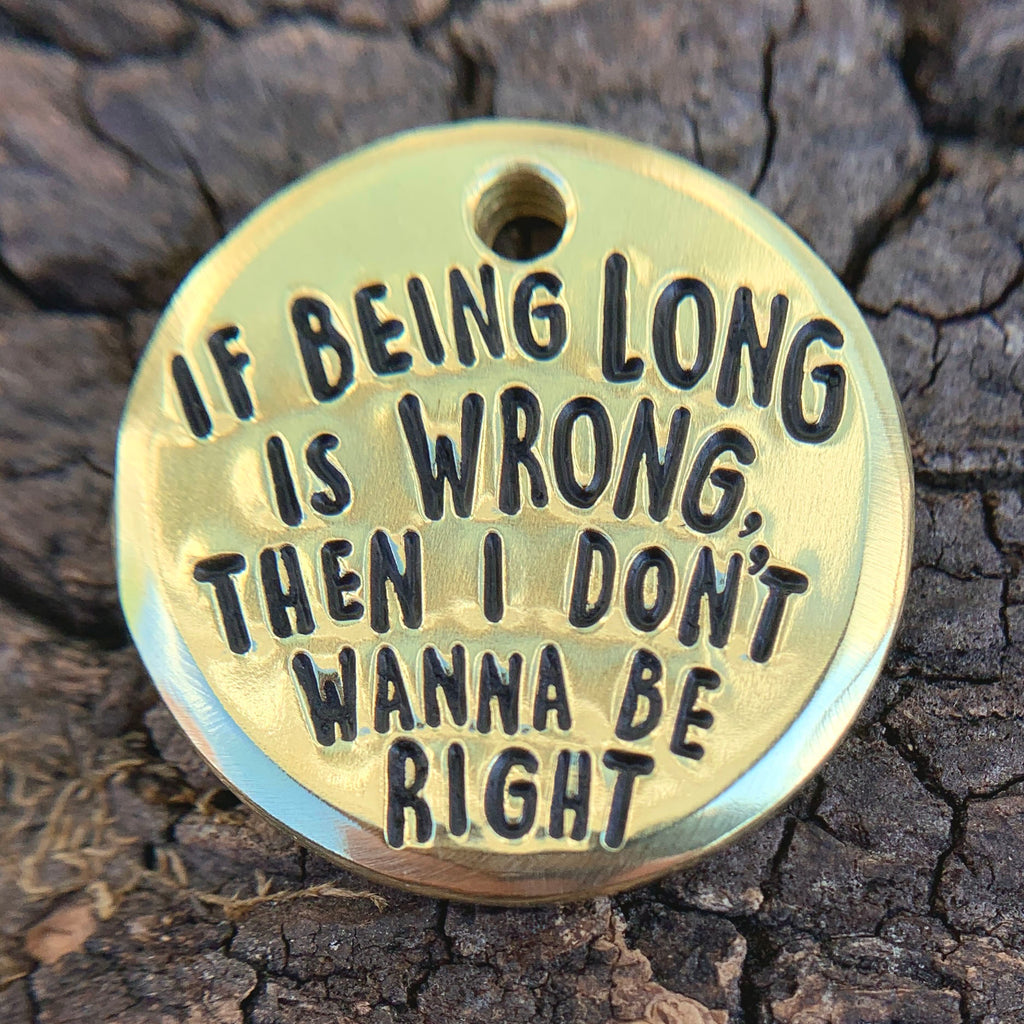 IF BEING LONG
IS WRONG,
THEN I DON'T
WANNA BE
RIGHT